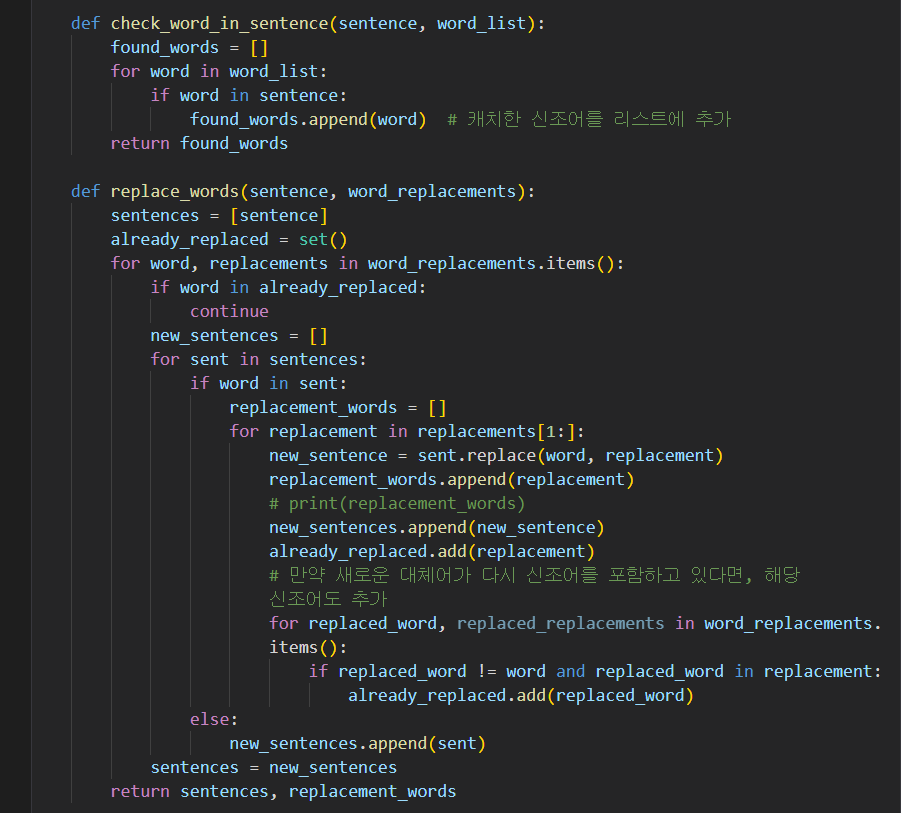 def check_word_in_sentence(sentence, word_list):
    found_words = []
    for word in word_list:
        if word in sentence:
            found_words.append(word)  # 캐치한 신조어를 리스트에 추가
    return found_words

def replace_words(sentence, word_replacements):
    sentences = [sentence]
    already_replaced = set()
    for word, replacements in word_replacements.items():
        if word in already_replaced:
            continue
        new_sentences = []
        for sent in sentences:
            if word in sent:
                replacement_words = []
                for replacement in replacements[1:]:
                    new_sentence = sent.replace(word, replacement)
                    replacement_words.append(replacement)
                    # print(replacement_words)
                    new_sentences.append(new_sentence)
                    already_replaced.add(replacement)
                    # 만약 새로운 대체어가 다시 신조어를 포함하고 있다면, 해당
                    신조어도 추가
                    for replaced_word, replaced_replacements in word_replacements.
                    items():
                        if replaced_word != word and replaced_word in replacement:
                            already_replaced.add(replaced_word)
            else:
                new_sentences.append(sent)
        sentences = new_sentences
    return sentences, replacement_words